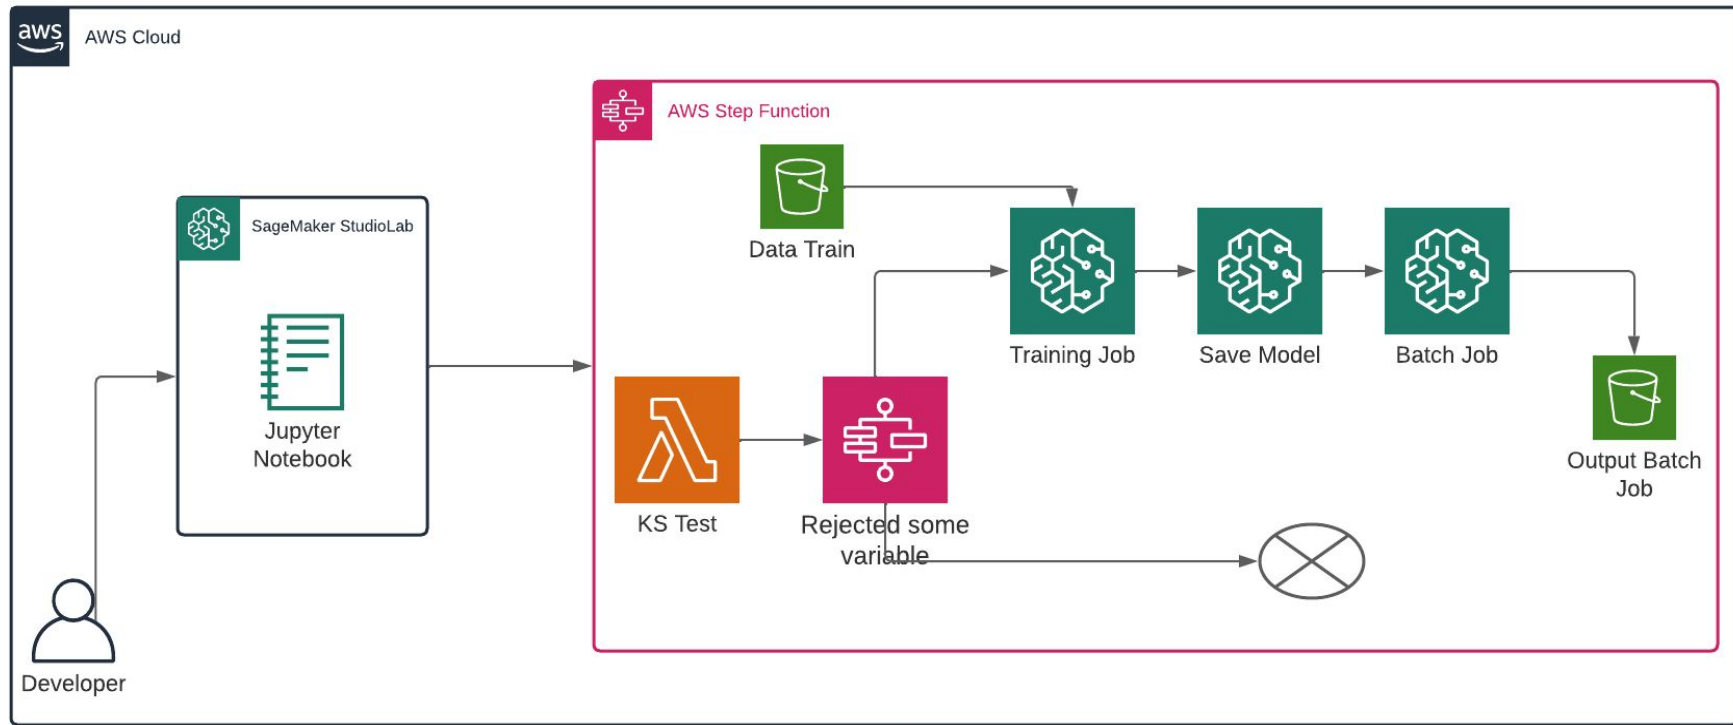 aws
AWS Cloud
AWS Step Function
Data Train
SageMaker StudioLab
Training Job
Save Model
Batch Job
Jupyter
Notebook
Output Batch
Job
KS Test
Rejected some
variable
Developer